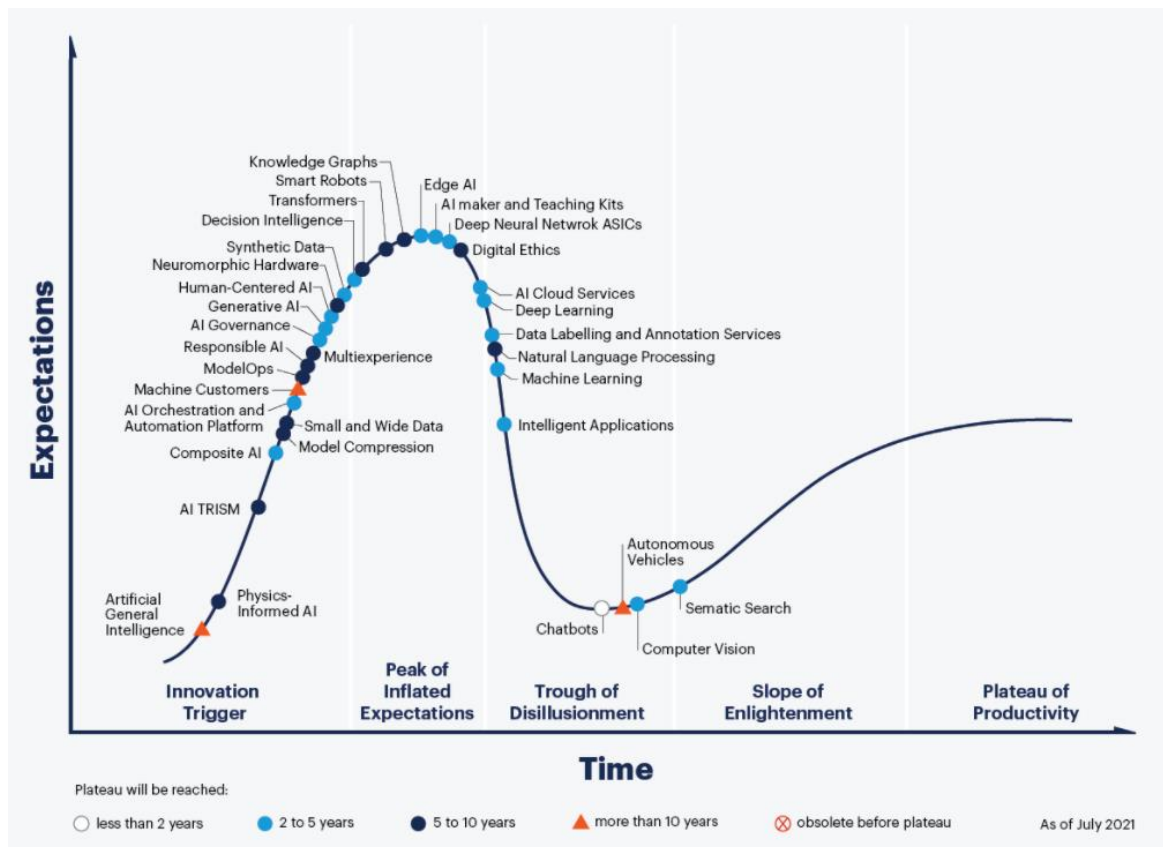 Expectations
Knowledge Graphs
Smart Robots
Transformers
Decision Intelligence
Synthetic Data
Neuromorphic Hardware
Human-Centered AI
Generative AI
AI Governance
Responsible AI
Multiexperience
ModelOps
Machine Customers
AI Orchestration and
Automation Platform
Small and Wide Data
Model Compression
Composite AI
AI TRISM
Physics-
Informed AI
Artificial
General
Intelligence
Edge AI
AI maker and Teaching Kits
Deep Neural Netwrok ASICs
Digital Ethics
AI Cloud Services
Deep Learning
Data Labelling and Annotation Services
Natural Language Processing
Machine Learning
Intelligent Applications
Autonomous
Vehicles
Chatbots
Computer Vision
Sematic Search
Innovation
Trigger
Peak of
Inflated
Expectations
Trough of
Disillusionment
Slope of
Enlightenment
Plateau of
Productivity
Time
Plateau will be reached:
less than 2 years
2 to 5 years
5 to 10 years
more than 10 years
obsolete before plateau
As of July 2021